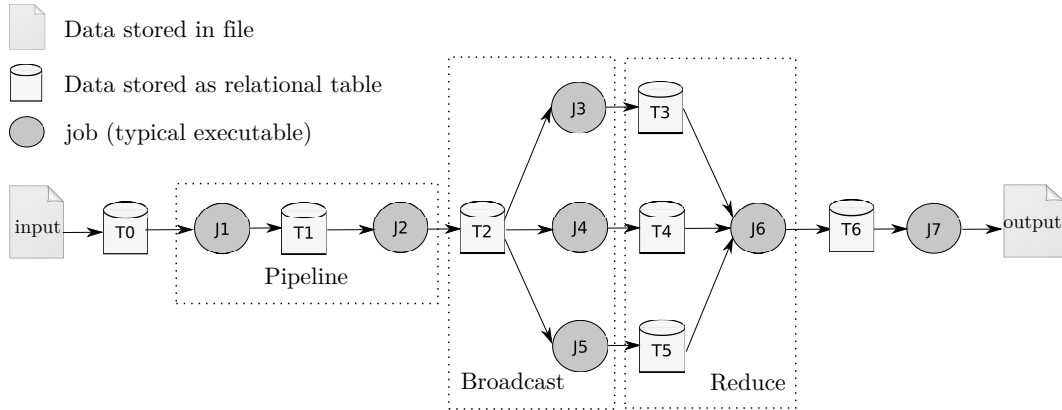 Data stored in file
Data stored as relational table
job (typical executable)
J3
T3
input
T0
J1
T1
J2
T2
J4
T4
J6
T6
J7
output
Pipeline
J5
T5
Broadcast
Reduce